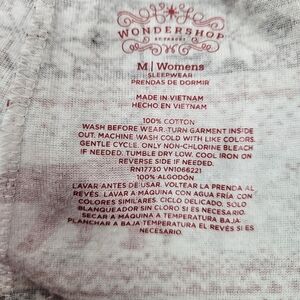 WONDERSHOP
AT TARGET
M | Womens
SLEEPWEAR
PRENDAS DE DORMIR
MADE IN VIETNAM
HECHO EN VIETNAM
100% COTTON
WASH BEFORE WEAR. TURN GARMENT INSIDE
OUT. MACHINE WASH COLD WITH LIKE COLORS.
GENTLE CYCLE. ONLY NON-CHLORINE BLEACH
IF NEEDED. TUMBLE DRY LOW. COOL IRON ON
REVERSE SIDE IF NEEDED.
RN17730 VN1066221
100% ALGODÓN
LAVAR ANTES DE USAR. VOLTEAR LA PRENDA AL
REVÉS. LAVAR A MÁQUINA CON AGUA FRÍA CON
COLORES SIMILARES. CICLO DELICADO. SOLO
BLANQUEADOR SIN CLORO SI ES NECESARIO.
SECAR A MÁQUINA A TEMPERATURA BAJA.
PLANCHAR A BAJA TEMPERATURA EL REVÉS SI ES
NECESARIO.